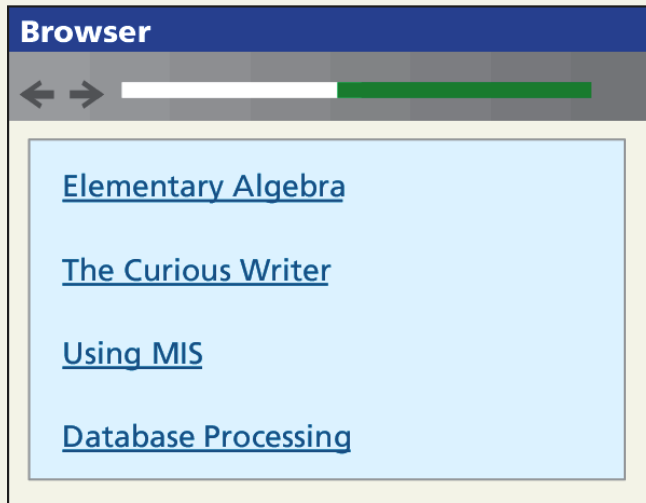 Browser
Elementary Algebra
The Curious Writer
Using MIS
Database Processing